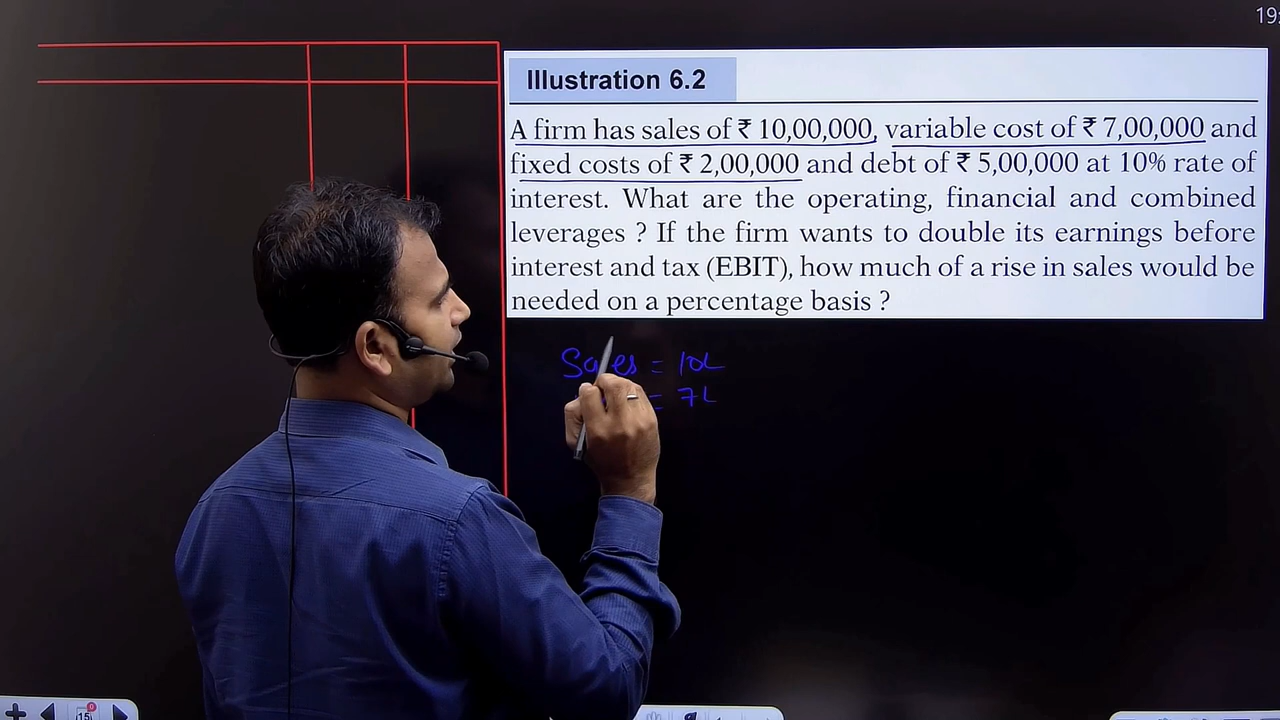 19:
Illustration 6.2
A firm has sales of ₹ 10,00,000, variable cost of ₹ 7,00,000 and
fixed costs of ₹ 2,00,000 and debt of ₹ 5,00,000 at 10% rate of
interest. What are the operating, financial and combined
leverages ? If the firm wants to double its earnings before
interest and tax (EBIT), how much of a rise in sales would be
needed on a percentage basis ?
Sales = 10L
= 7L
15
0